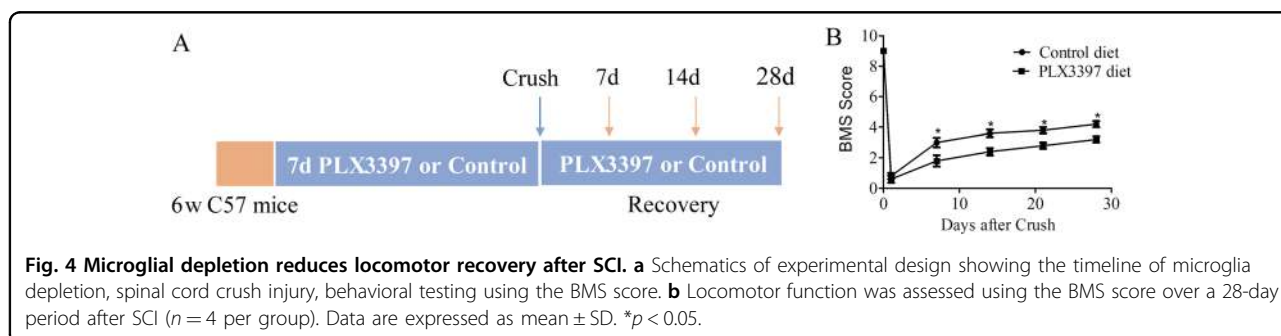 A
Crush
7d
14d
28d
7d PLX3397 or Control
PLX3397 or Control
6w C57 mice
Recovery
B
BMS Score
10
8
6
4
2
0
Control diet
PLX3397 diet
*
*
*
*
0
10
20
30
Days after Crush
Fig. 4 Microglial depletion reduces locomotor recovery after SCI. a Schematics of experimental design showing the timeline of microglia
depletion, spinal cord crush injury, behavioral testing using the BMS score. b Locomotor function was assessed using the BMS score over a 28-day
period after SCI (n = 4 per group). Data are expressed as mean ± SD. *p < 0.05.